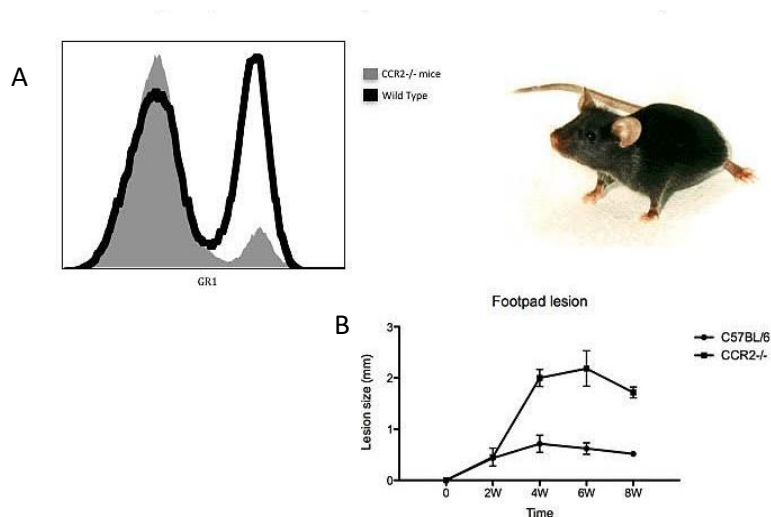 A
CCR2-/- mice
Wild Type
GR1
B
Footpad lesion
C57BL/6
CCR2-/-
Lesion size (mm)
3
2
1
0
0 2W 4W 6W 8W
Time